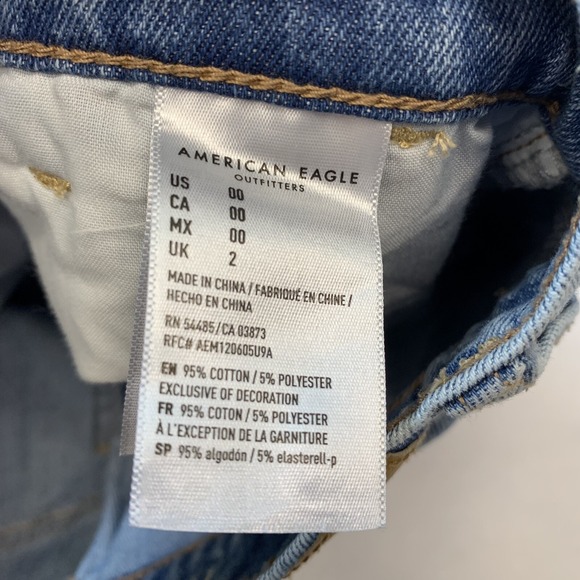 AMERICAN EAGLE
OUTFITTERS
US 00
CA 00
MX 00
UK 2
MADE IN CHINA / FABRIQUÉ EN CHINE /
HECHO EN CHINA
RN 54485/CA 03873
RFC# AEM120605U9A
EN 95% COTTON / 5% POLYESTER
EXCLUSIVE OF DECORATION
FR 95% COTON / 5% POLYESTER
À L'EXCEPTION DE LA GARNITURE
SP 95% algodón / 5% elasterell-p